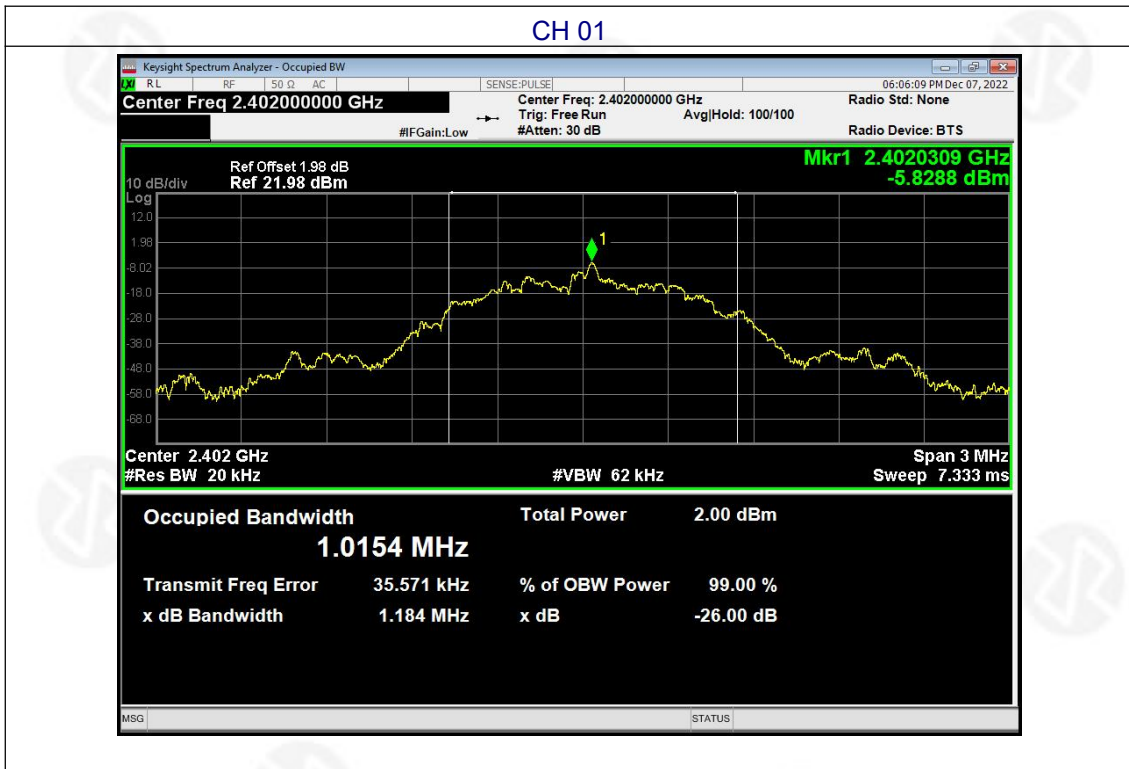 CH 01
Keysight Spectrum Analyzer - Occupied BW
LXI RL RF 50 Ω AC SENSE:PULSE 06:06:09 PM Dec 07, 2022
Center Freq 2.402000000 GHz Center Freq: 2.402000000 GHz Radio Std: None
Trig: Free Run Avg|Hold: 100/100
#IFGain:Low #Atten: 30 dB Radio Device: BTS
Mkr1 2.4020309 GHz
-5.8288 dBm
Ref Offset 1.98 dB
10 dB/div Ref 21.98 dBm
Log
12.0
1.98
-8.02
-18.0
-28.0
-38.0
-48.0
-58.0
-68.0
1
Center 2.402 GHz Span 3 MHz
#Res BW 20 kHz #VBW 62 kHz Sweep 7.333 ms
Occupied Bandwidth Total Power 2.00 dBm
1.0154 MHz
Transmit Freq Error 35.571 kHz % of OBW Power 99.00 %
x dB Bandwidth 1.184 MHz x dB -26.00 dB
MSG STATUS